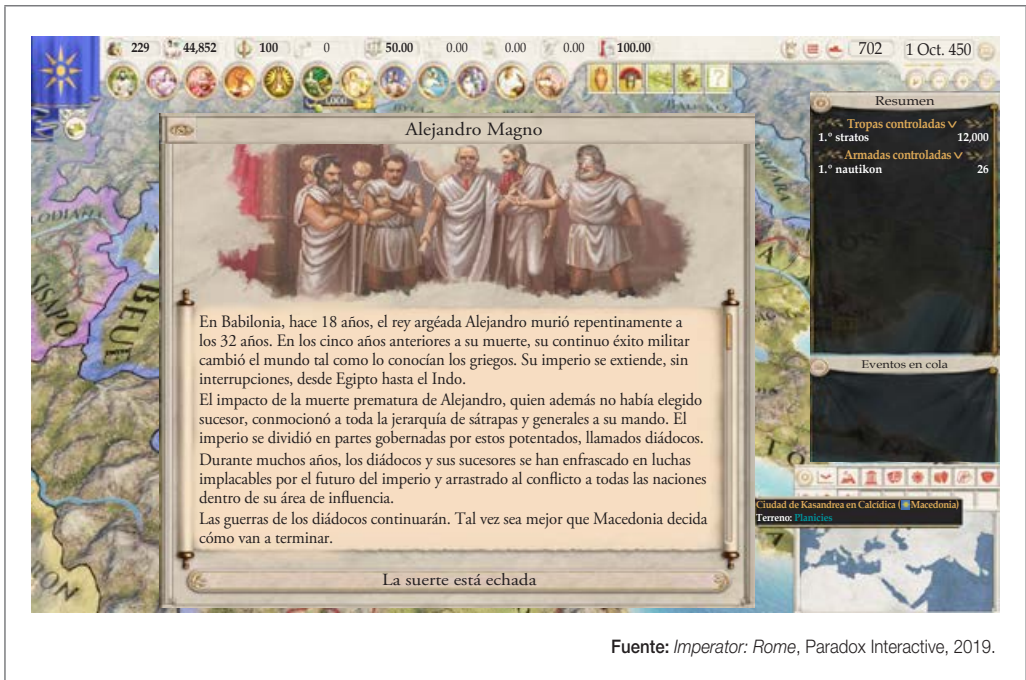 229 44,852 100 0 50.00 0.00 0.00 0.00 100.00 702 1 Oct. 450
Resumen
Tropas controladas
1.º stratos 12,000
Armadas controladas
1.º nautikon 26
Alejandro Magno
En Babilonia, hace 18 años, el rey argéada Alejandro murió repentinamente a
los 32 años. En los cinco años anteriores a su muerte, su continuo éxito militar
cambió el mundo tal como lo conocían los griegos. Su imperio se extiende, sin
interrupciones, desde Egipto hasta el Indo.
El impacto de la muerte prematura de Alejandro, quien además no había elegido
sucesor, conmocionó a toda la jerarquía de sátrapas y generales a su mando. El
imperio se dividió en partes gobernadas por estos potentados, llamados diádocos.
Durante muchos años, los diádocos y sus sucesores se han enfrascado en luchas
implacables por el futuro del imperio y arrastrado al conflicto a todas las naciones
dentro de su área de influencia.
Las guerras de los diádocos continuarán. Tal vez sea mejor que Macedonia decida
cómo van a terminar.
La suerte está echada
Eventos en cola
Ciudad de Kasandrea en Calcídica (Macedonia)
Terreno: Planicies
SISAPO
BEUE
Fuente: Imperator: Rome, Paradox Interactive, 2019.